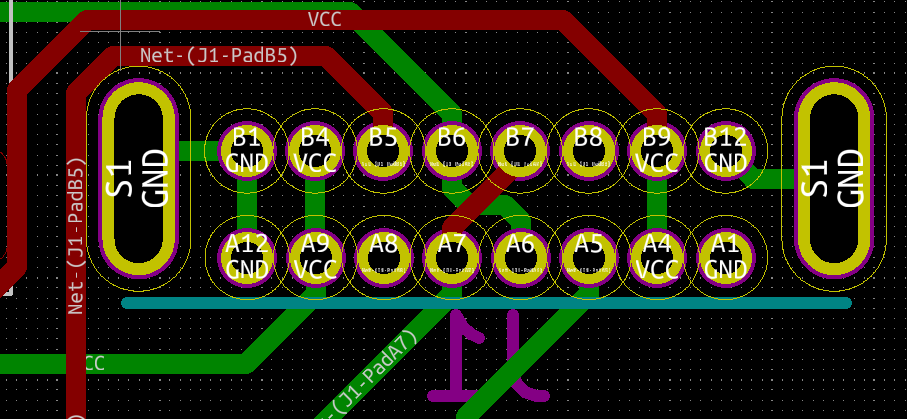 VCC
Net-(J1-PadB5)
B1 B4 B5 B6 B7 B8 B9 B12
GND VCC VCC GND
S1
GND
S1
GND
Net-(J1-PadB5)
A12 A9 A8 A7 A6 A5 A4 A1
GND VCC VCC GND
CC
-(J1-PadA7)
J1
)